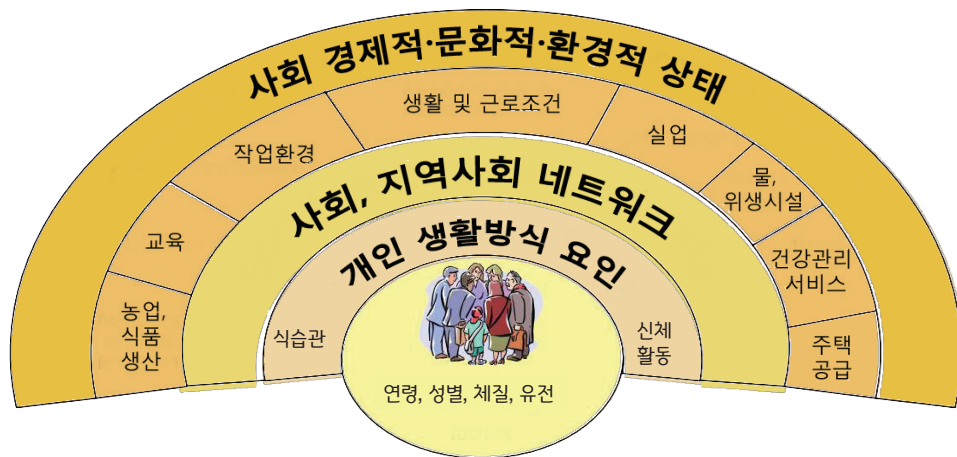 사회 경제적·문화적·환경적 상태
생활 및 근로조건
작업환경
실업
교육
물,
위생시설
농업,
식품
생산
건강관리
서비스
주택
공급
사회, 지역사회 네트워크
개인 생활방식 요인
식습관
신체
활동
연령, 성별, 체질, 유전